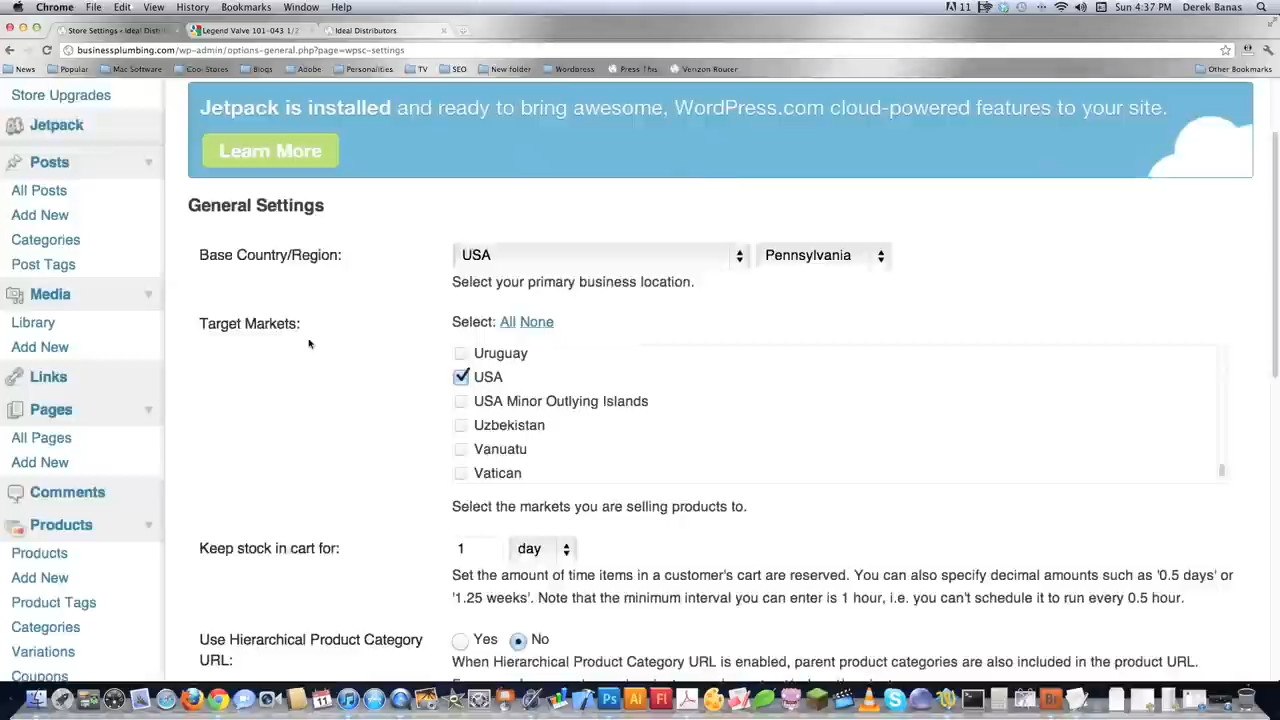 Chrome File Edit View History Bookmarks Window Help 11 Sun 4:37 PM Derek Banas
Store Settings ‹ Ideal Distrib Legend Valve 101-043 1/2" Ideal Distributors
businessplumbing.com/wp-admin/options-general.php?page=wpsc-settings
News Popular Mac Software Cool Stores Blogs Adobe Personalities TV SEO New folder Wordpress Press This Verizon Router Other Bookmarks
Store Upgrades
Jetpack
Posts
All Posts
Add New
Categories
Post Tags
Media
Library
Add New
Links
Pages
All Pages
Add New
Comments
Products
Products
Add New
Product Tags
Categories
Variations
Coupons
Jetpack is installed and ready to bring awesome, WordPress.com cloud-powered features to your site.
Learn More
General Settings
Base Country/Region: USA Pennsylvania
Select your primary business location.
Target Markets: Select: All None
Uruguay
USA
USA Minor Outlying Islands
Uzbekistan
Vanuatu
Vatican
Select the markets you are selling products to.
Keep stock in cart for: 1 day
Set the amount of time items in a customer's cart are reserved. You can also specify decimal amounts such as '0.5 days' or
'1.25 weeks'. Note that the minimum interval you can enter is 1 hour, i.e. you can't schedule it to run every 0.5 hour.
Use Hierarchical Product Category Yes No
URL:
When Hierarchical Product Category URL is enabled, parent product categories are also included in the product URL.